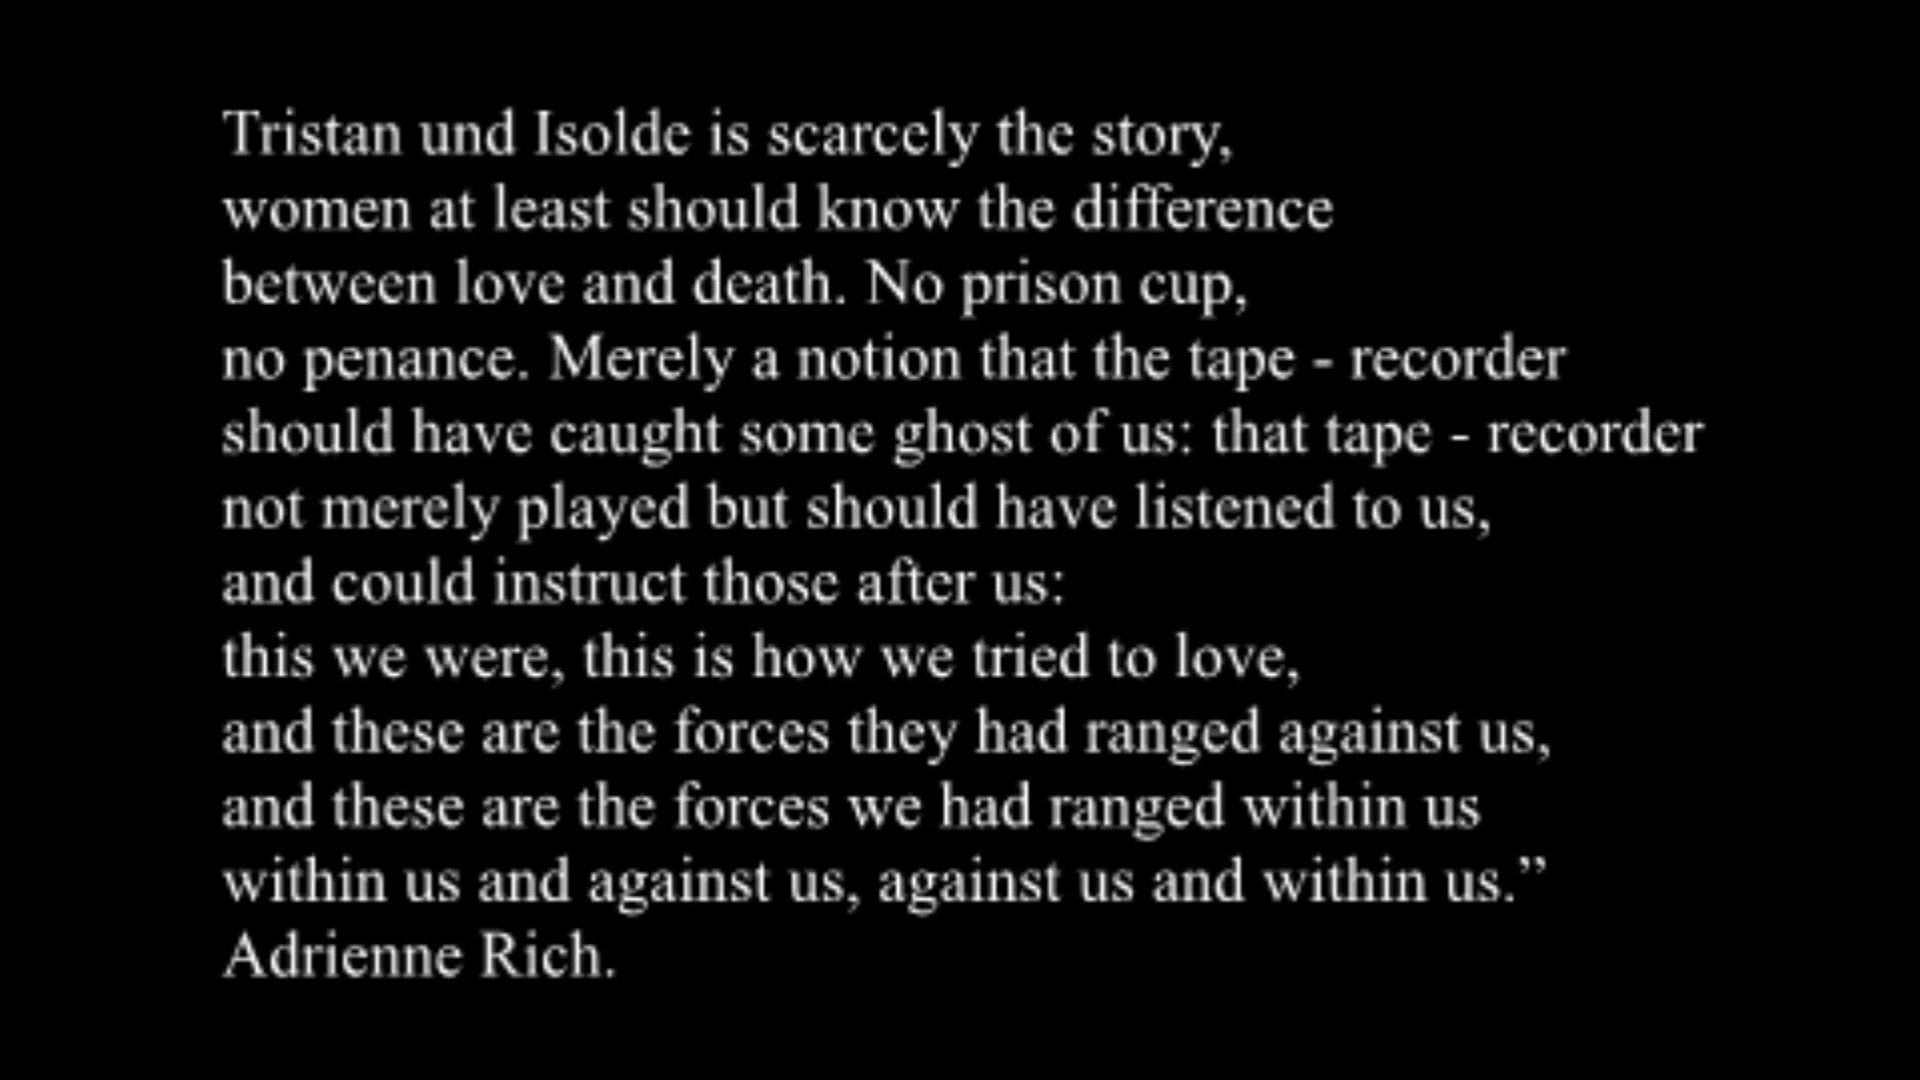 Tristan und Isolde is scarcely the story,
women at least should know the difference
between love and death. No prison cup,
no penance. Merely a notion that the tape - recorder
should have caught some ghost of us: that tape - recorder
not merely played but should have listened to us,
and could instruct those after us:
this we were, this is how we tried to love,
and these are the forces they had ranged against us,
and these are the forces we had ranged within us
within us and against us, against us and within us.”
Adrienne Rich.